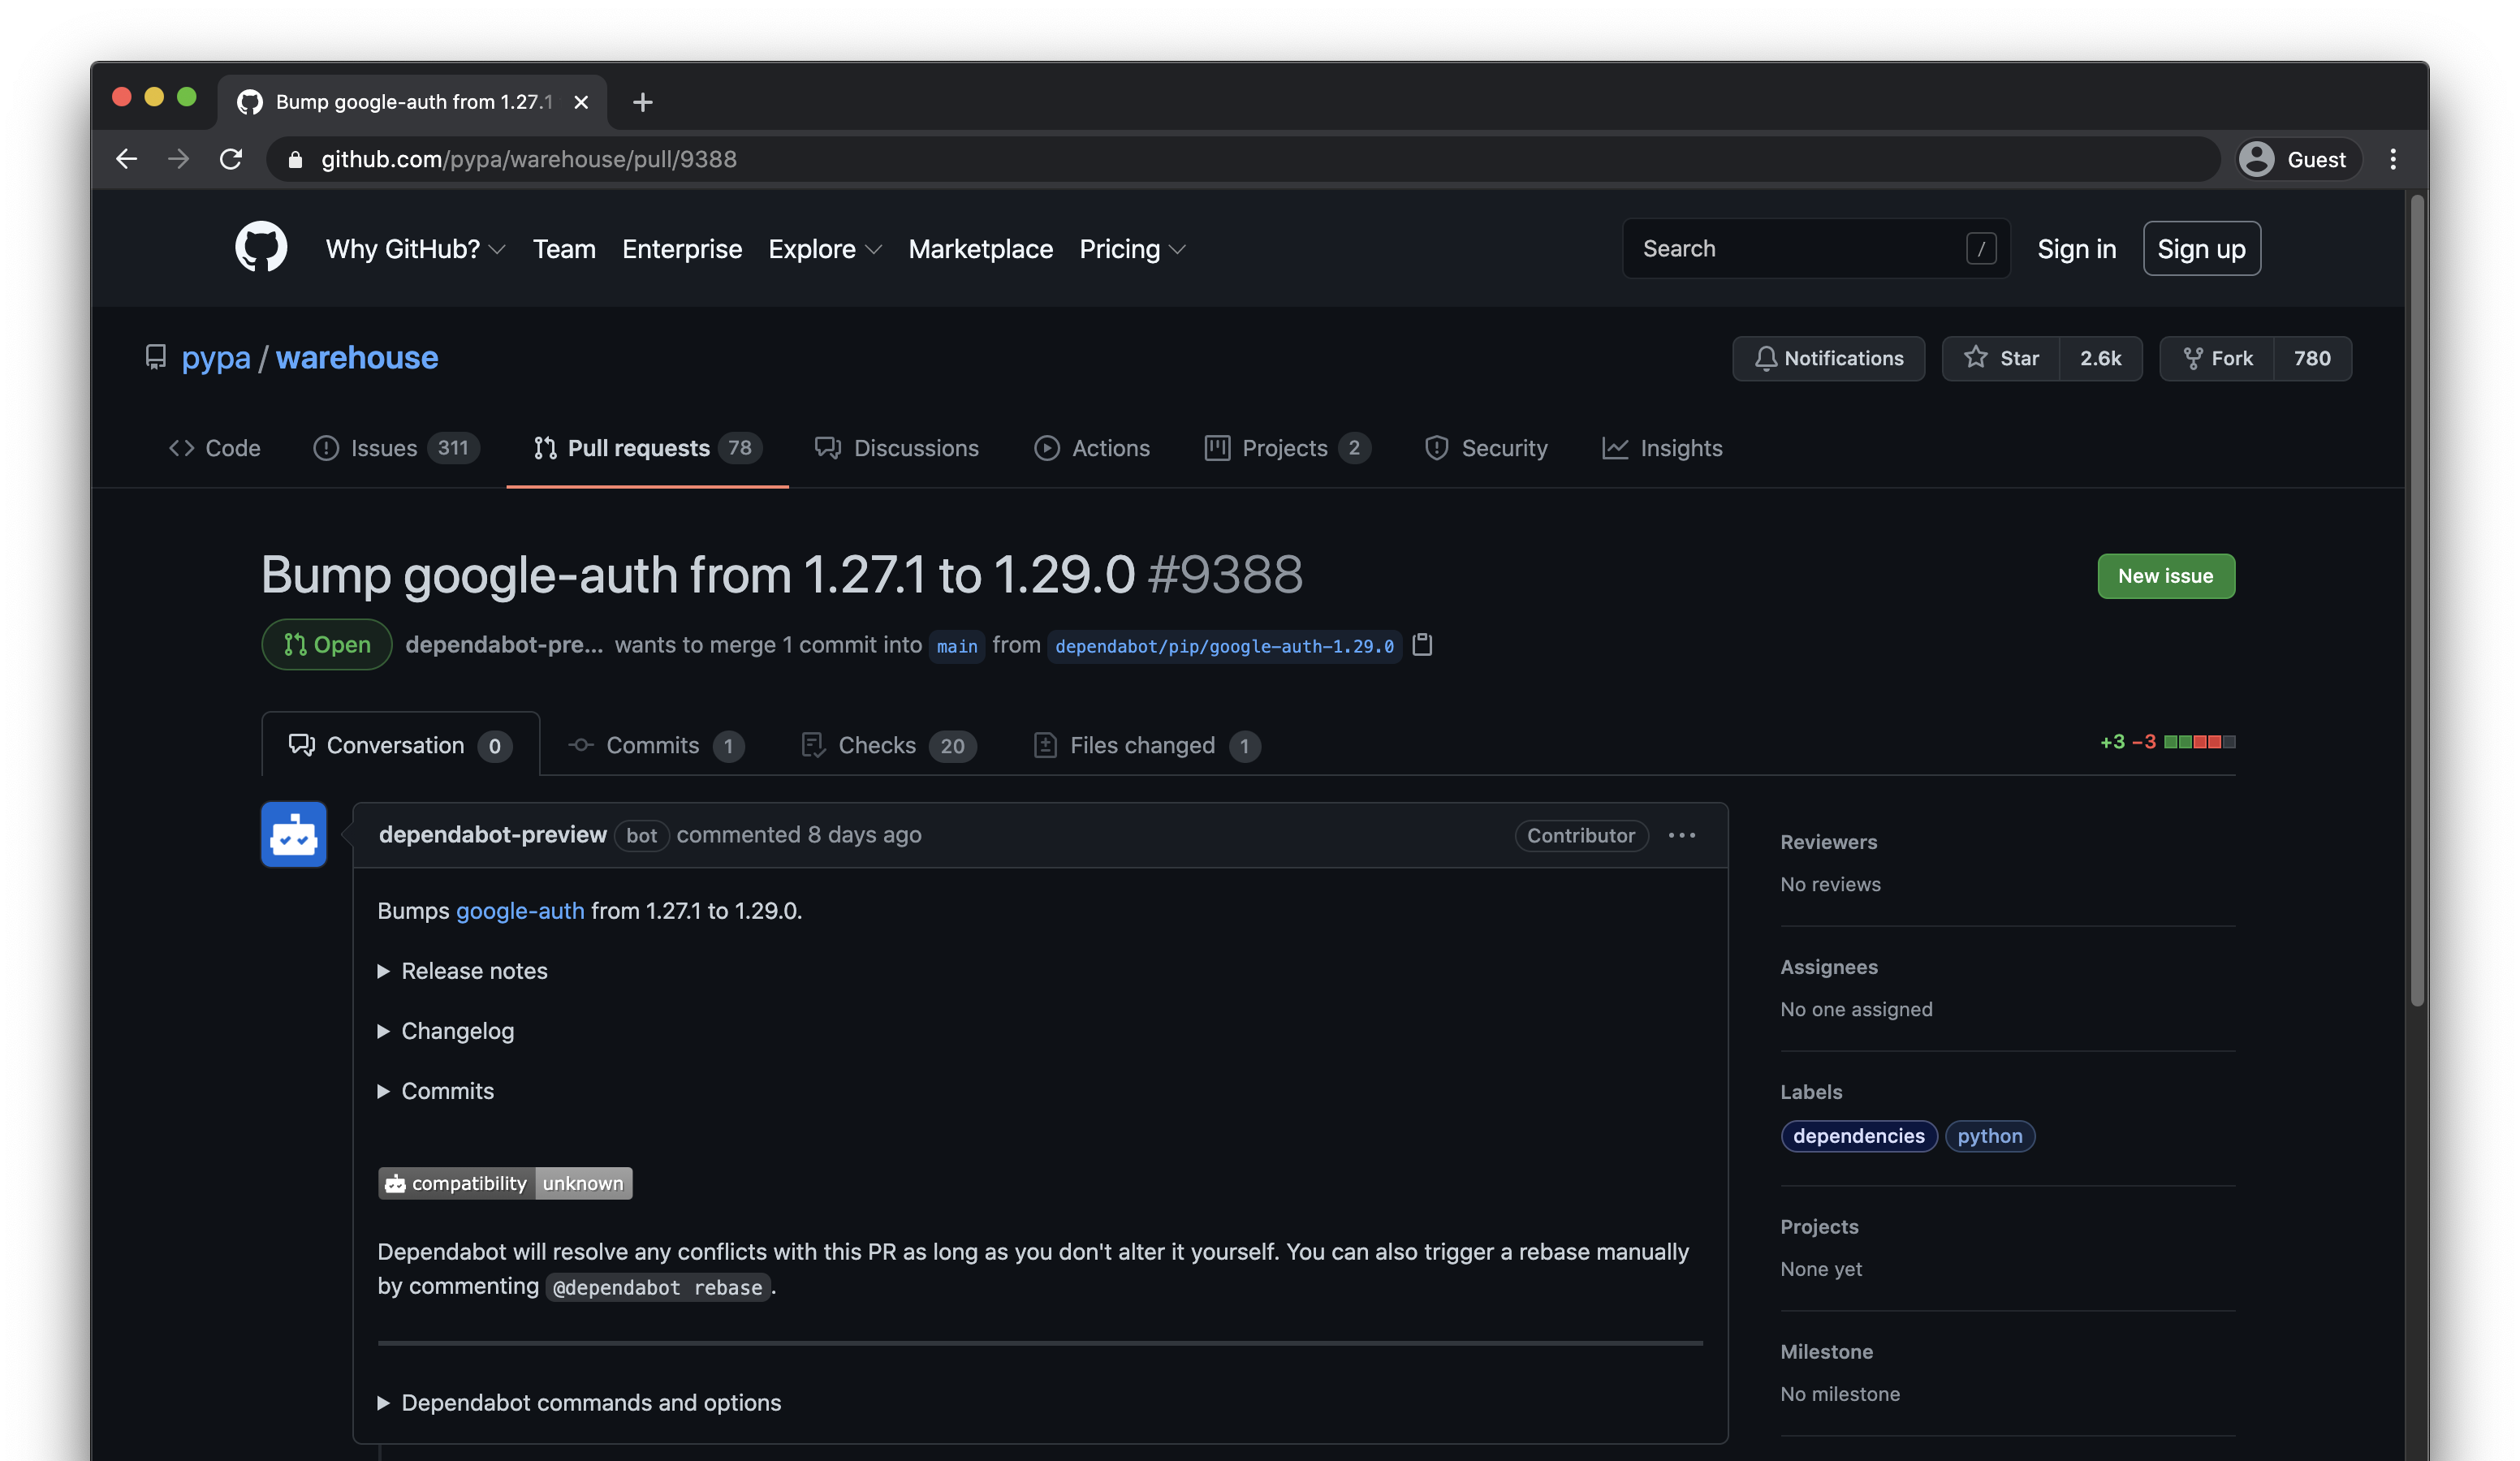 Bump google-auth from 1.27.1
github.com/pypa/warehouse/pull/9388
Guest
Why GitHub? Team Enterprise Explore Marketplace Pricing
Search /
Sign in
Sign up
pypa / warehouse
Notifications
Star 2.6k
Fork 780
Code
Issues 311
Pull requests 78
Discussions
Actions
Projects 2
Security
Insights
Bump google-auth from 1.27.1 to 1.29.0 #9388
New issue
Open dependabot-pre... wants to merge 1 commit into main from dependabot/pip/google-auth-1.29.0
Conversation 0
Commits 1
Checks 20
Files changed 1
+3 −3
dependabot-preview bot commented 8 days ago
Contributor
Bumps google-auth from 1.27.1 to 1.29.0.
Release notes
Changelog
Commits
compatibility unknown
Dependabot will resolve any conflicts with this PR as long as you don't alter it yourself. You can also trigger a rebase manually
by commenting @dependabot rebase.
Dependabot commands and options
Reviewers
No reviews
Assignees
No one assigned
Labels
dependencies python
Projects
None yet
Milestone
No milestone